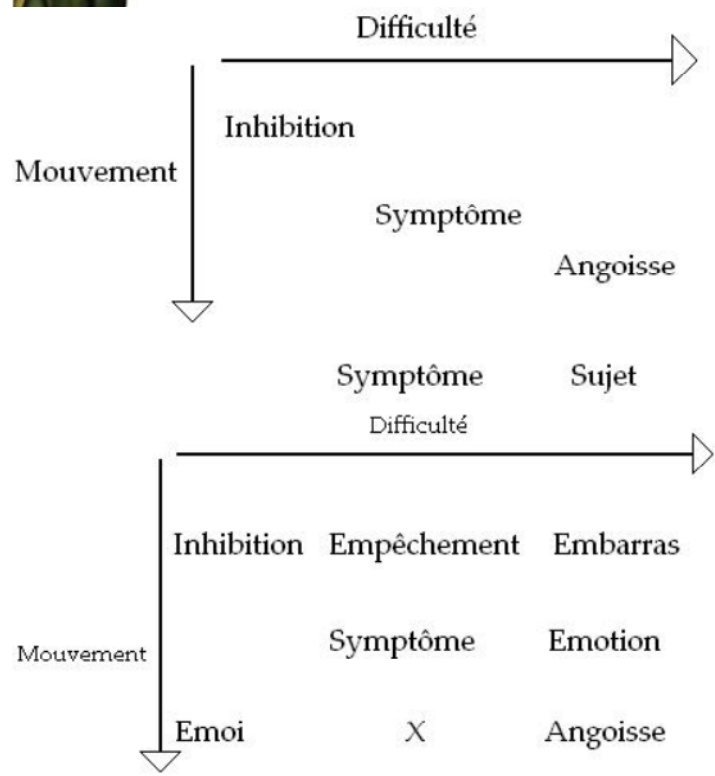 Difficulté
Inhibition
Mouvement
Symptôme
Angoisse
Symptôme Sujet
Difficulté
Inhibition Empêchement Embarras
Symptôme Emotion
Mouvement
Emoi X Angoisse